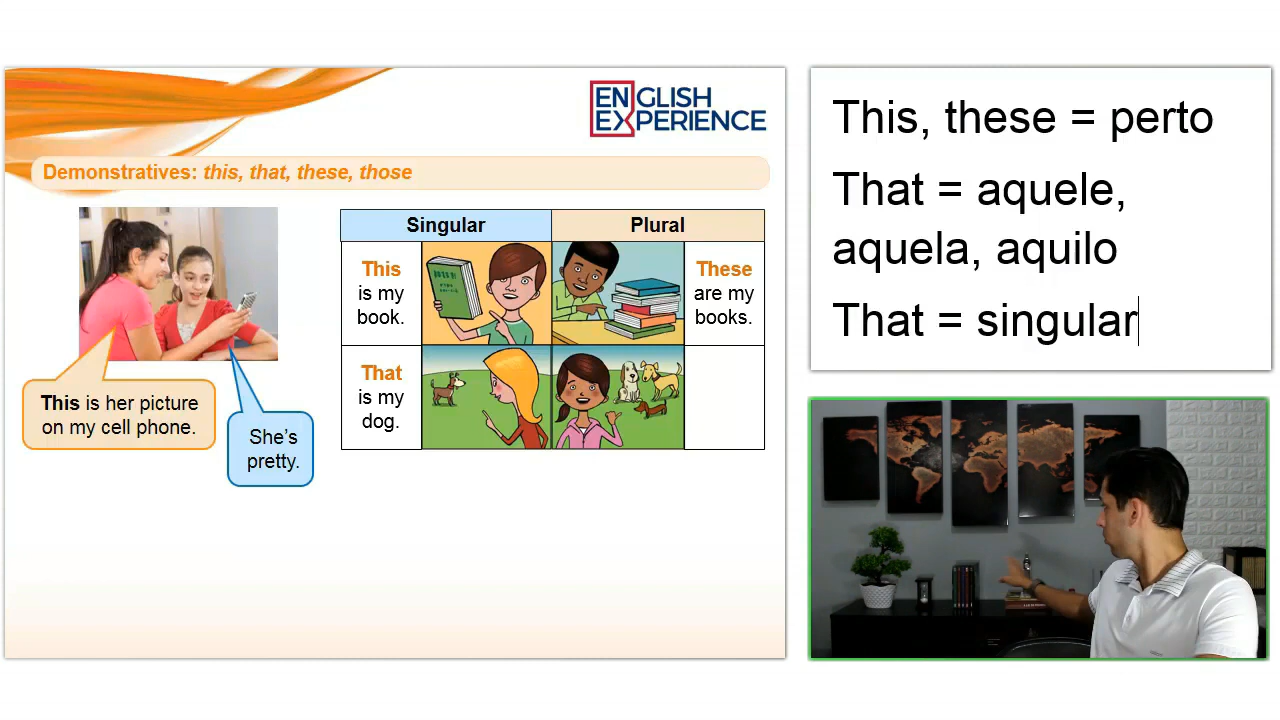 ENGLISH
EXPERIENCE
Demonstratives: this, that, these, those
Singular
Plural
This
is my
book.
These
are my
books.
That
is my
dog.
This is her picture
on my cell phone.
She's
pretty.
This, these = perto
That = aquele,
aquela, aquilo
That = singular